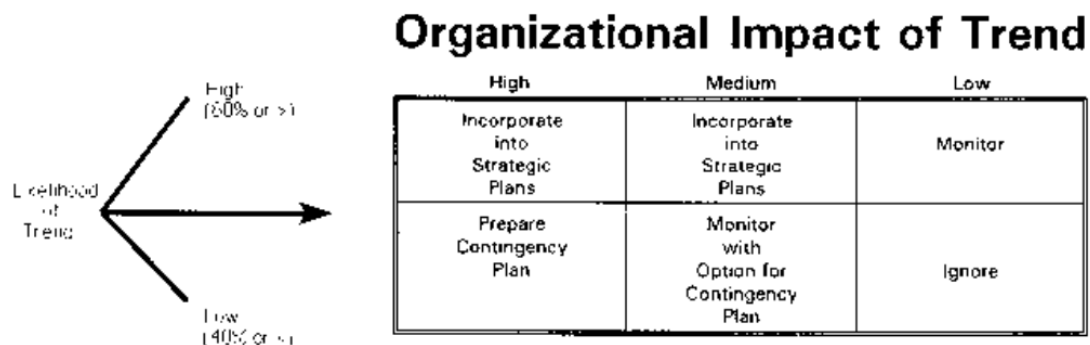 Organizational Impact of Trend
High Medium Low
High
(60% or >)
Likelihood
of
Trend
Low
(40% or <)
Incorporate
into
Strategic
Plans
Incorporate
into
Strategic
Plans
Monitor
Prepare
Contingency
Plan
Monitor
with
Option for
Contingency
Plan
Ignore